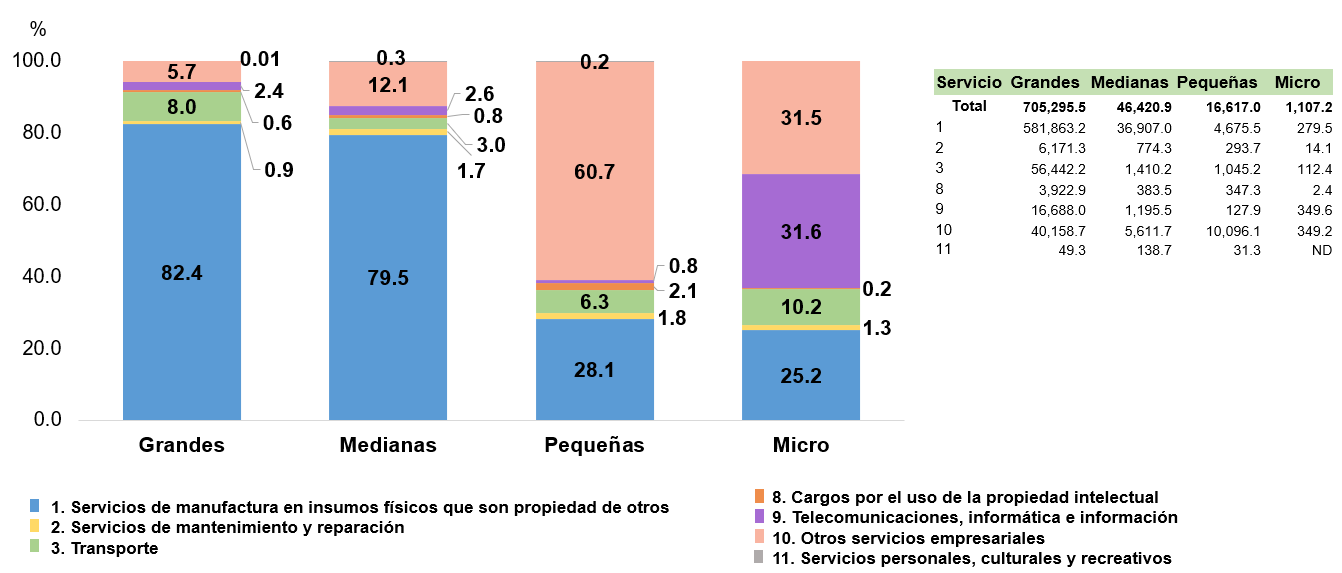 %
100.0
80.0
60.0
40.0
20.0
0.0
5.7
0.01
2.4
8.0
0.6
0.9
82.4
0.3
12.1
2.6
0.8
3.0
1.7
79.5
0.2
60.7
0.8
2.1
6.3
1.8
28.1
31.5
31.6
0.2
10.2
1.3
25.2
Grandes Medianas Pequeñas Micro
Servicio Grandes Medianas Pequeñas Micro
Total 705,295.5 46,420.9 16,617.0 1,107.2
1 581,863.2 36,907.0 4,675.5 279.5
2 6,171.3 774.3 293.7 14.1
3 56,442.2 1,410.2 1,045.2 112.4
8 3,922.9 383.5 347.3 2.4
9 16,688.0 1,195.5 127.9 349.6
10 40,158.7 5,611.7 10,096.1 349.2
11 49.3 138.7 31.3 ND
1. Servicios de manufactura en insumos físicos que son propiedad de otros
2. Servicios de mantenimiento y reparación
3. Transporte
8. Cargos por el uso de la propiedad intelectual
9. Telecomunicaciones, informática e información
10. Otros servicios empresariales
11. Servicios personales, culturales y recreativos